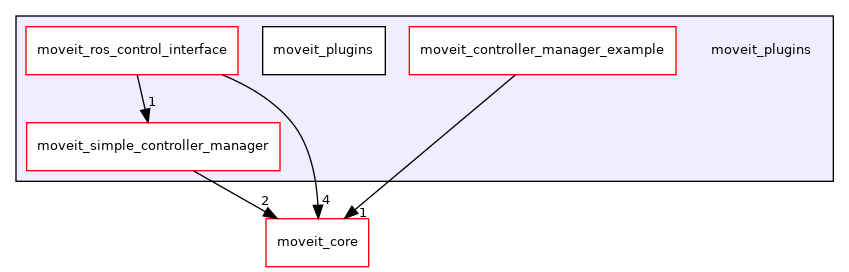 moveit_ros_control_interface
moveit_plugins
moveit_controller_manager_example
moveit_plugins
1
moveit_simple_controller_manager
2
4
1
moveit_core